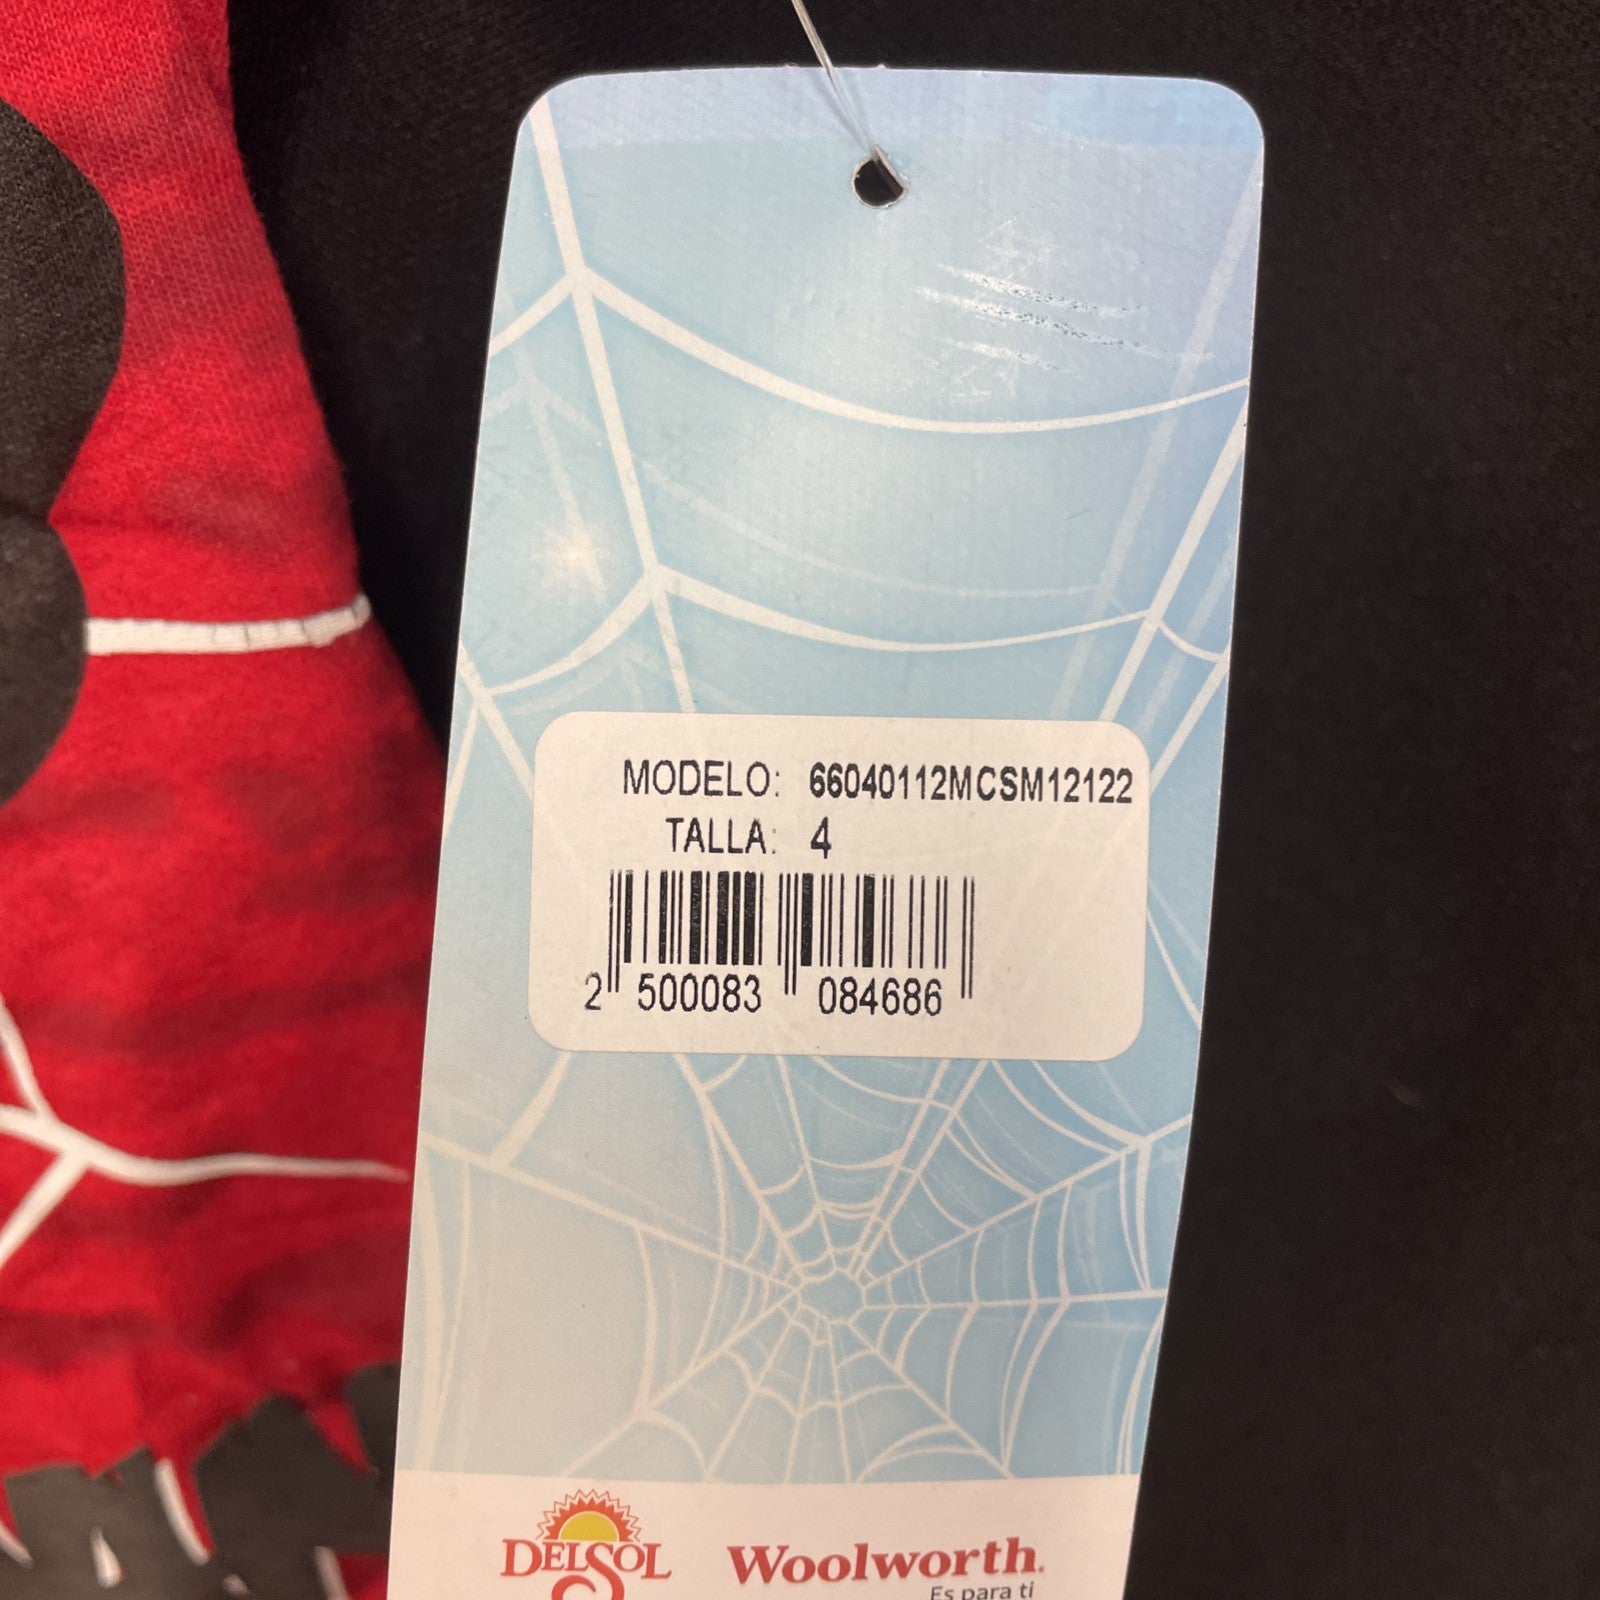 MODELO: 66040112MCSM12122
TALLA: 4
2 500083 084686
DELSOL
Woolworth.
Es para ti